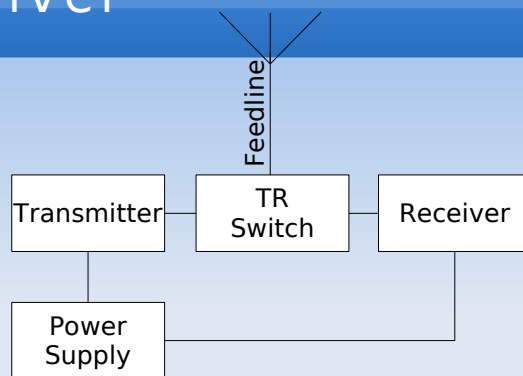 Feedline
Transmitter
TR
Switch
Receiver
Power
Supply